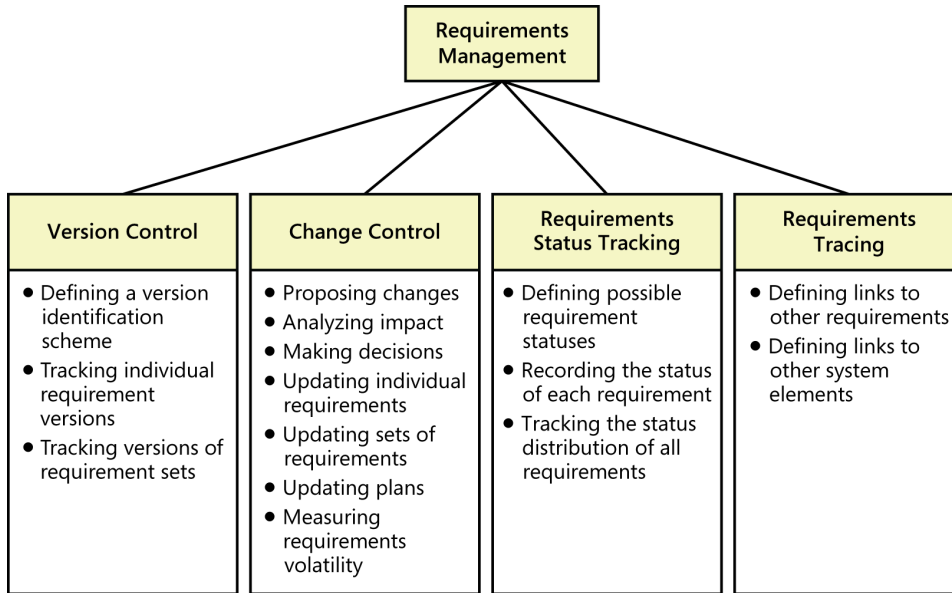 Requirements
Management
Version Control
● Defining a version
identification
scheme
● Tracking individual
requirement
versions
● Tracking versions of
requirement sets
Change Control
● Proposing changes
● Analyzing impact
● Making decisions
● Updating individual
requirements
● Updating sets of
requirements
● Updating plans
● Measuring
requirements
volatility
Requirements
Status Tracking
● Defining possible
requirement
statuses
● Recording the status
of each requirement
● Tracking the status
distribution of all
requirements
Requirements
Tracing
● Defining links to
other requirements
● Defining links to
other system
elements